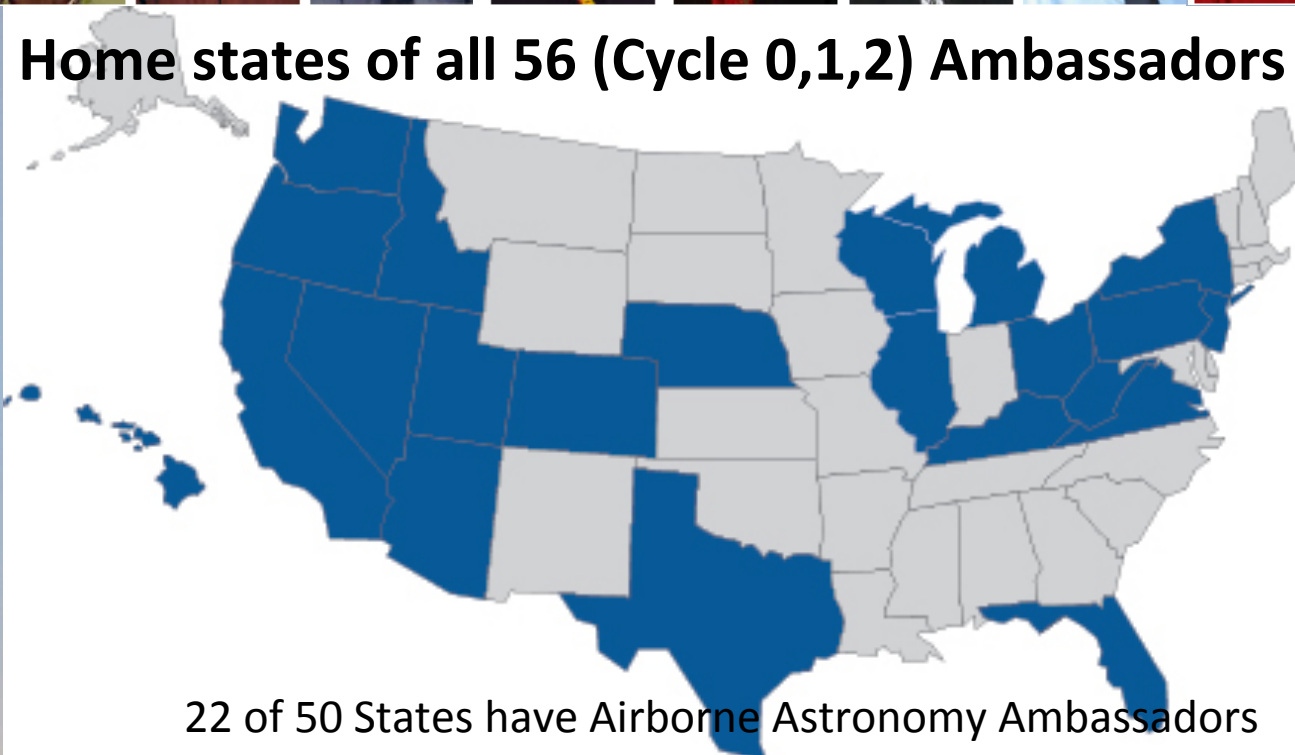 Home states of all 56 (Cycle 0,1,2) Ambassadors
22 of 50 States have Airborne Astronomy Ambassadors